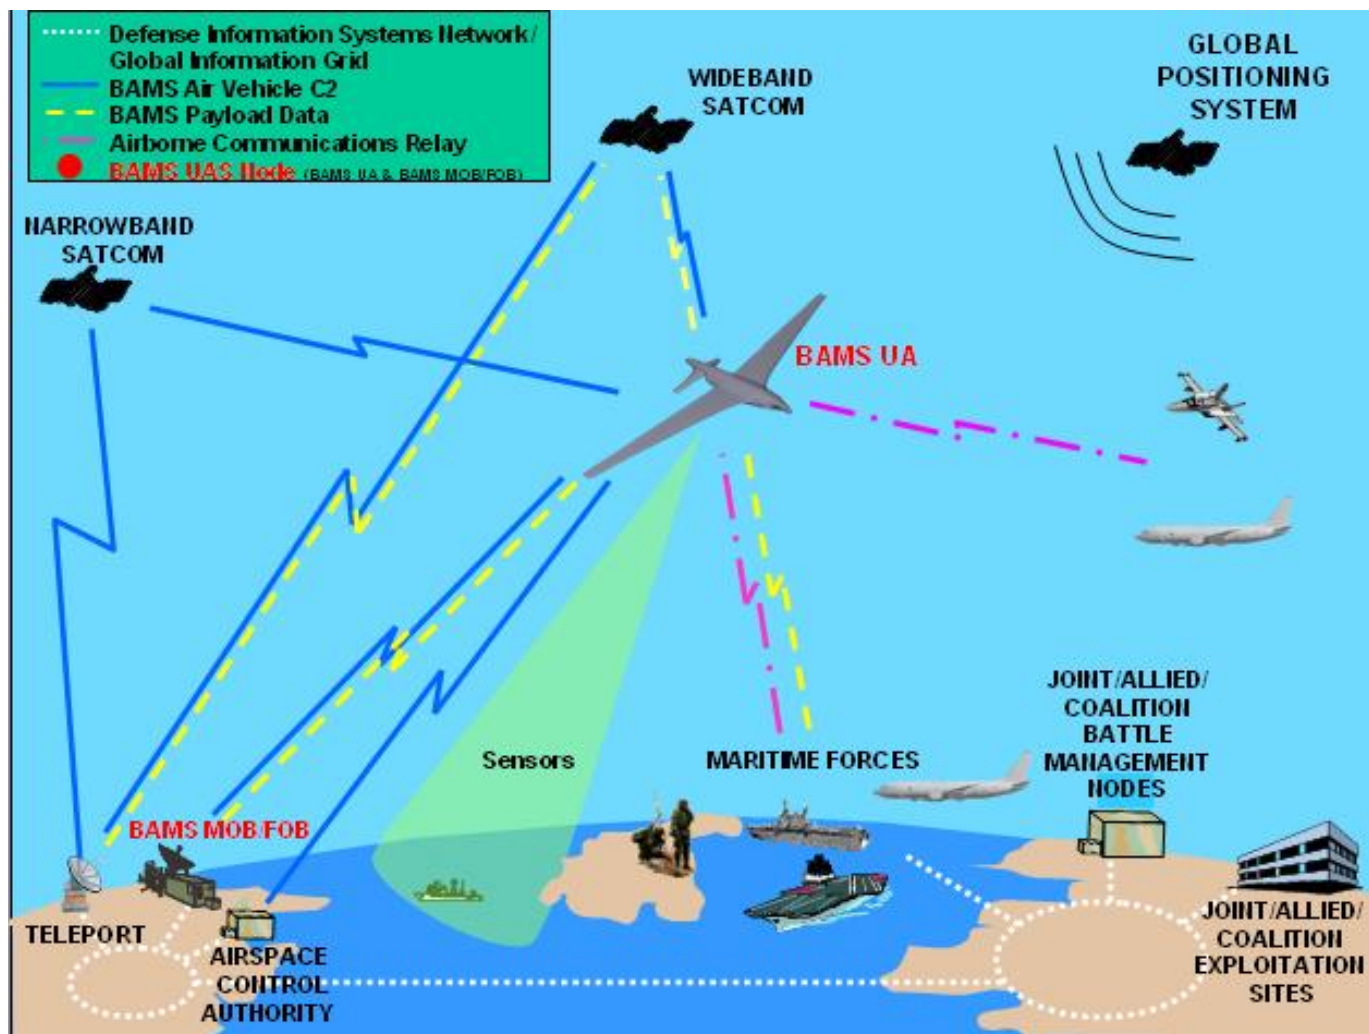 Defense Information Systems Network/
Global Information Grid
BAMS Air Vehicle C2
BAMS Payload Data
Airborne Communications Relay
BAMS UAS Node (BAMS UA & BAMS MOB/FOB)
WIDEBAND
SATCOM
GLOBAL
POSITIONING
SYSTEM
NARROWBAND
SATCOM
BAMS UA
Sensors
MARITIME FORCES
JOINT/ALLIED/
COALITION
BATTLE
MANAGEMENT
NODES
BAMS MOB/FOB
TELEPORT
AIRSPACE
CONTROL
AUTHORITY
JOINT/ALLIED/
COALITION
EXPLOITATION
SITES